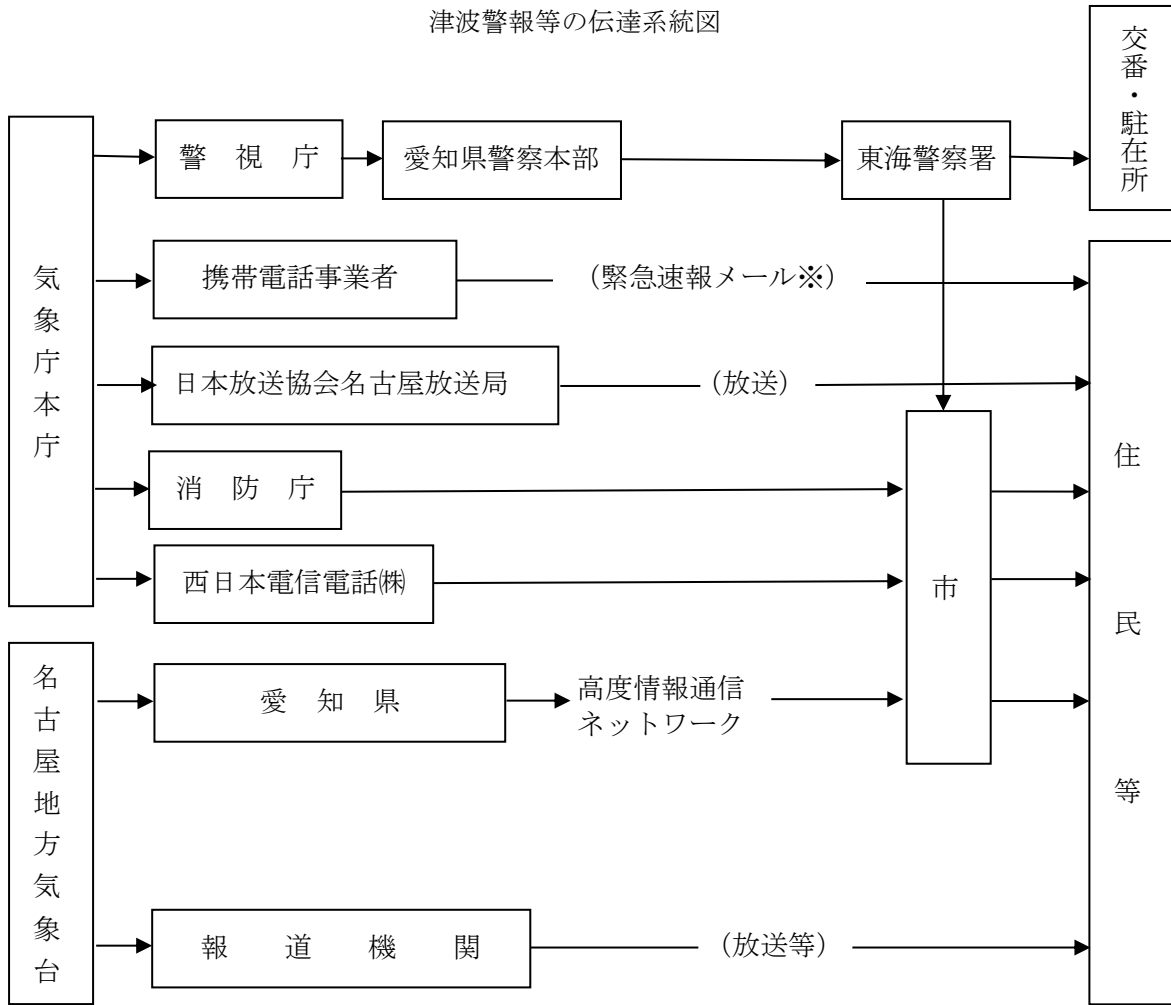 津波警報等の伝達系統図
交番・駐在所
警視庁
愛知県警察本部
東海警察署
気象庁本庁
携帯電話事業者
（緊急速報メール※）
日本放送協会名古屋放送局
（放送）
住民等
消防庁
西日本電信電話㈱
市
名古屋地方気象台
愛知県
高度情報通信
ネットワーク
報道機関
（放送等）